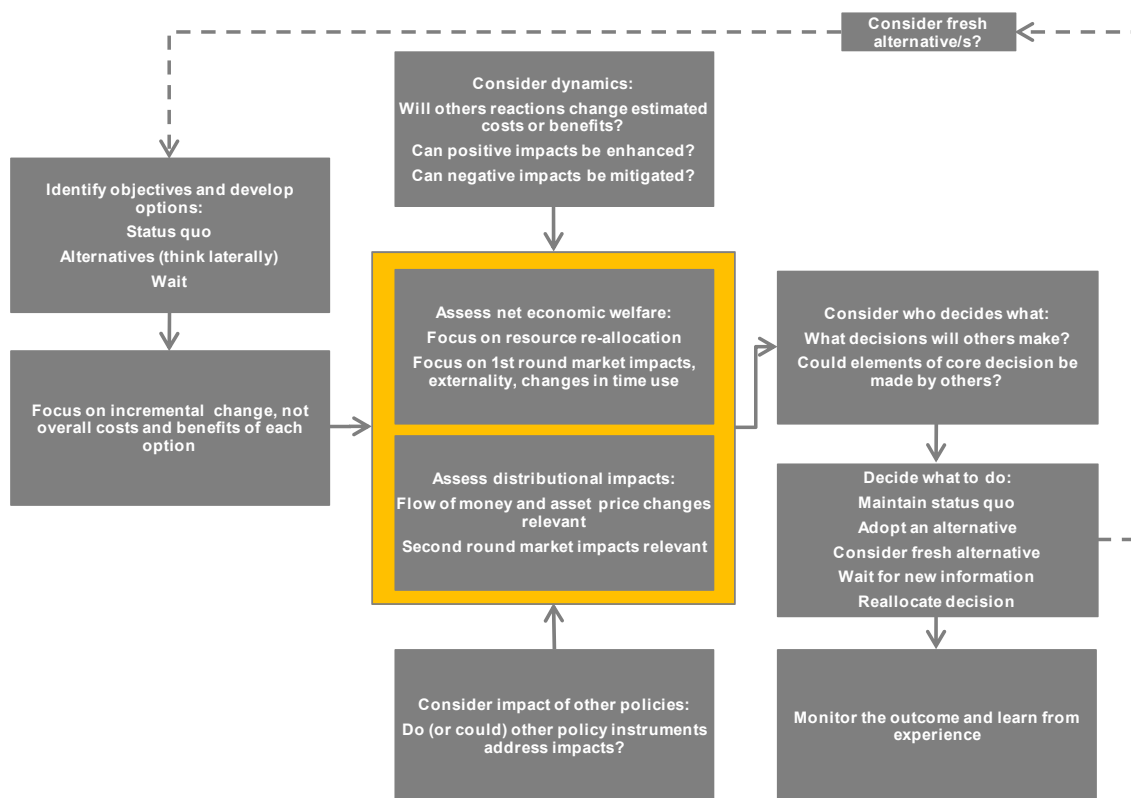 Consider fresh
alternative/s?
Consider dynamics:
Will others reactions change estimated
costs or benefits?
Can positive impacts be enhanced?
Can negative impacts be mitigated?
Identify objectives and develop
options:
Status quo
Alternatives (think laterally)
Wait
Focus on incremental change, not
overall costs and benefits of each
option
Assess net economic welfare:
Focus on resource re-allocation
Focus on 1st round market impacts,
externality, changes in time use
Assess distributional impacts:
Flow of money and asset price changes
relevant
Second round market impacts relevant
Consider impact of other policies:
Do (or could) other policy instruments
address impacts?
Consider who decides what:
What decisions will others make?
Could elements of core decision be
made by others?
Decide what to do:
Maintain status quo
Adopt an alternative
Consider fresh alternative
Wait for new information
Reallocate decision
Monitor the outcome and learn from
experience